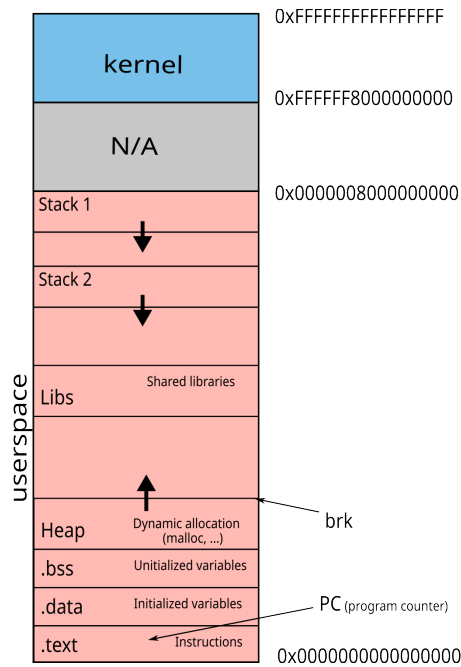 0xFFFFFFFFFFFFFFFF
kernel
0xFFFFFF8000000000
N/A
0x0000008000000000
Stack 1
Stack 2
Shared libraries
Libs
userspace
Heap
Dynamic allocation
(malloc, ...)
brk
.bss
Unitialized variables
.data
Initialized variables
PC (program counter)
.text
Instructions
0x0000000000000000